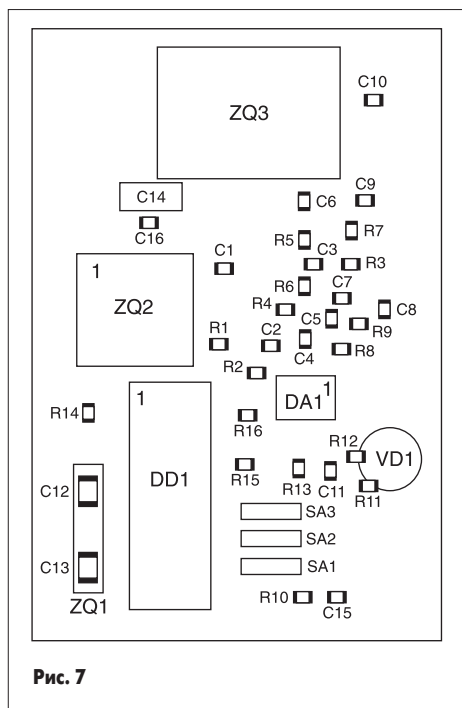 C10
ZQ3
C14
C9
C6
C16
R7
R5
C1
C3
R3
1
R6
C7
ZQ2
R4
C5
C8
R9
R1
C2
C4
R8
R2
1
1
DA1
R14
R16
R12
VD1
DD1
R15
R13
C11
R11
C12
SA3
SA2
C13
SA1
ZQ1
R10
C15
Рис. 7